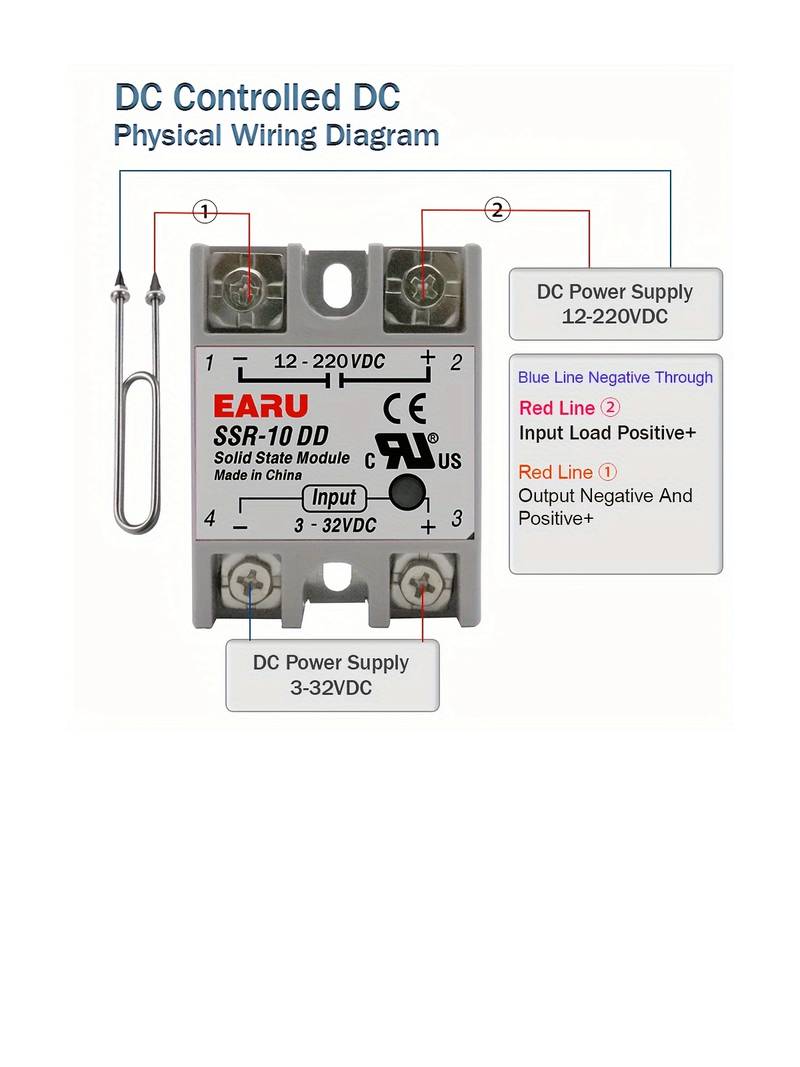 DC Controlled DC
Physical Wiring Diagram
① ②
DC Power Supply
12-220VDC
1 − 12 - 220VDC + 2
EARU
CE
SSR-10 DD
Solid State Module
Made in China
C RU® US
Input
4 − 3 - 32VDC + 3
Blue Line Negative Through
Red Line ②
Input Load Positive+
Red Line ①
Output Negative And
Positive+
DC Power Supply
3-32VDC